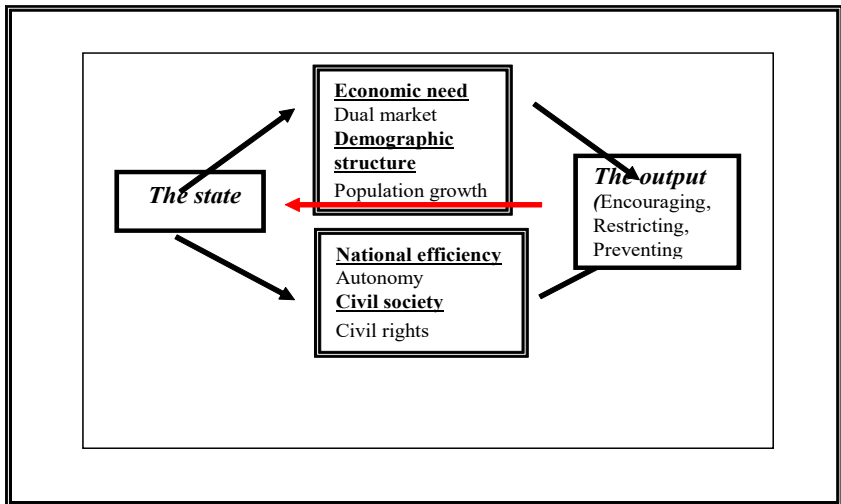 The state
Economic need
Dual market
Demographic
structure
Population growth
National efficiency
Autonomy
Civil society
Civil rights
The output
(Encouraging,
Restricting,
Preventing